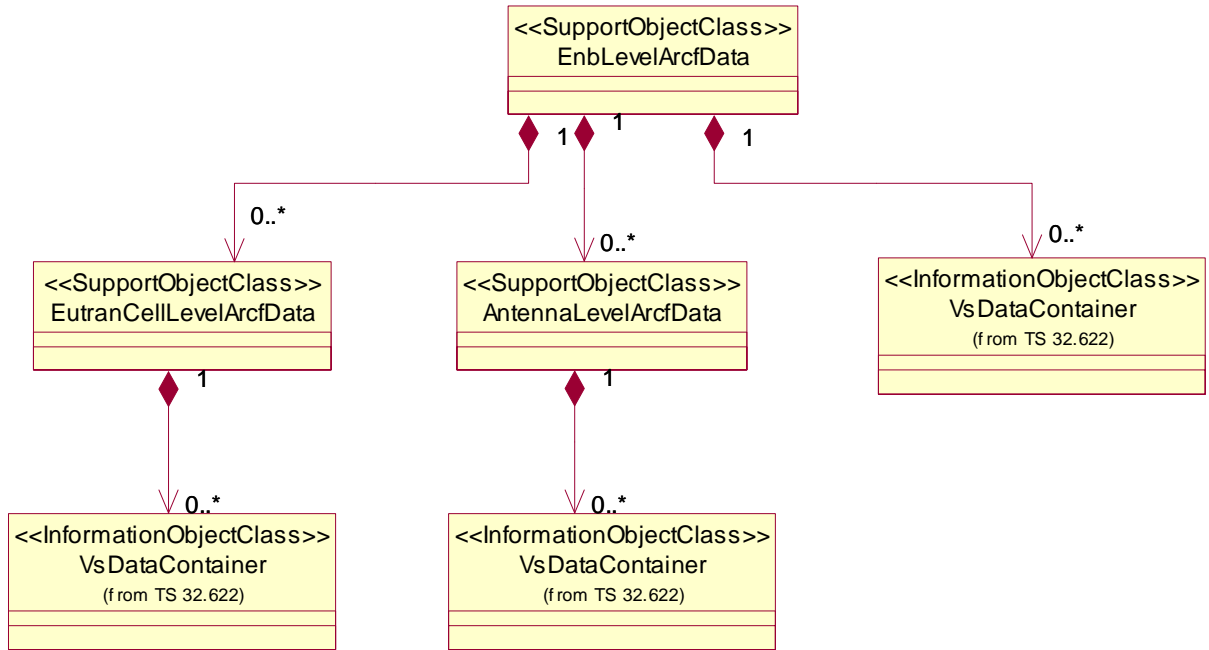 <<SupportObjectClass>>
EnbLevelArcfData
1
1
1
0..*
0..*
0..*
<<SupportObjectClass>>
EutranCellLevelArcfData
<<SupportObjectClass>>
AntennaLevelArcfData
<<InformationObjectClass>>
VsDataContainer
(from TS 32.622)
1
1
0..*
0..*
<<InformationObjectClass>>
VsDataContainer
(from TS 32.622)
<<InformationObjectClass>>
VsDataContainer
(from TS 32.622)